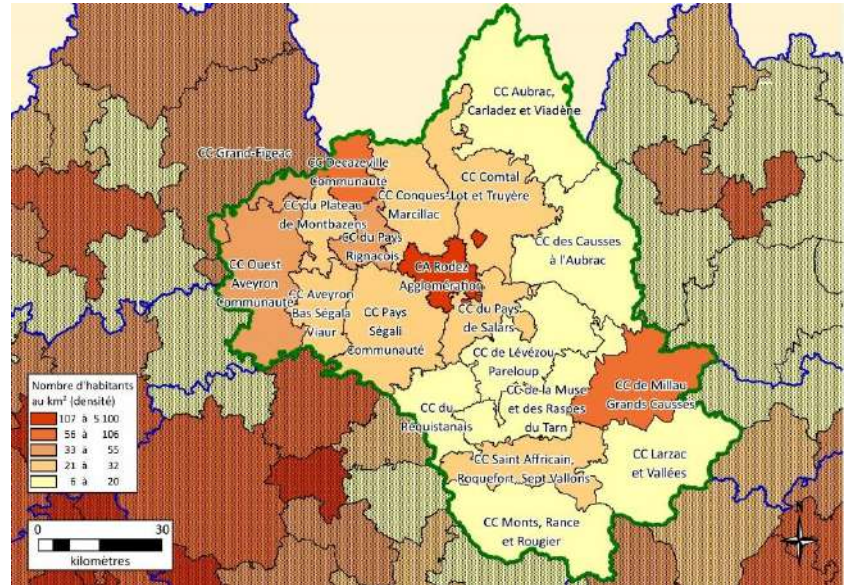 CC Aubrac,
Carladez et Viadène
CC Grand-Figeac
CC Decazeville
Communauté
CC Comtal
Lot et Truyère
CC Conques-
Marcillac
CC du Plateau
de Montbazens
CC du Pays
Rignacois
CC des Causses
à l'Aubrac
CC Ouest
Aveyron
Communauté
CA Rodez
Agglomération
CC Aveyron
Bas Ségala
Viaur
CC Pays
Ségali
Communauté
CC du Pays
de Salars
CC de Lévézou
Pareloup
CC de la Muse
et des Raspes
du Tarn
CC de Millau
Grands Causses
CC du
Réquistanais
CC Saint Affricain,
Roquefort, Sept Vallons
CC Larzac
et Vallées
CC Monts, Rance
et Rougier
Nombre d'habitants
au km² (densité)
107 à 5 100
56 à 106
33 à 55
21 à 32
6 à 20
0 30
kilomètres
N